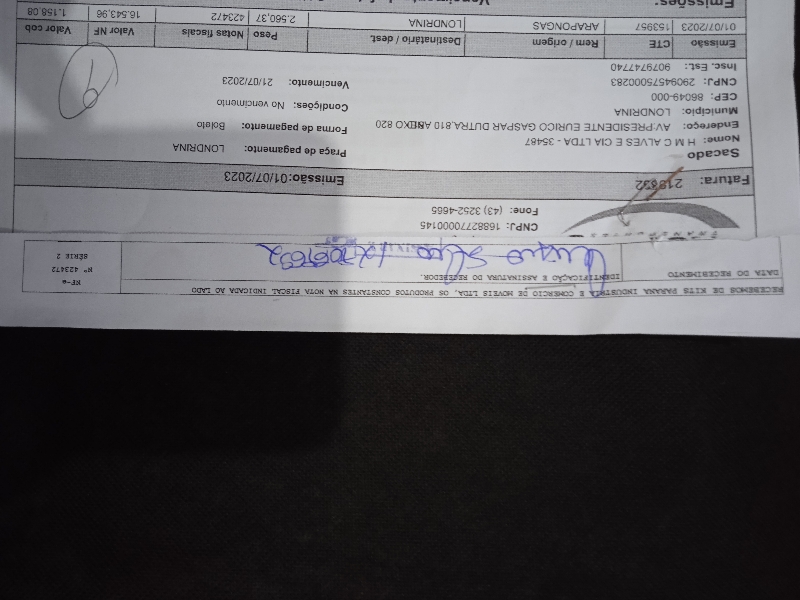 RECEBEMOS DE KITS PARANA INDUSTRIA E COMERCIO DE MOVEIS LTDA, OS PRODUTOS CONSTANTES NA NOTA FISCAL INDICADA AO LADO
NF-e
Nº 423472
SÉRIE 2
DATA DO RECEBIMENTO
IDENTIFICAÇÃO E ASSINATURA DO RECEBEDOR.
CNPJ: 16882770000145
Fone: (43) 3252-4665
Fatura: 218632 Emissão:01/07/2023
Sacado
Nome: H M C ALVES E CIA LTDA - 35487
Praça de pagamento: LONDRINA
Endereço: AV-PRESIDENTE EURICO GASPAR DUTRA,810 ANEXO 820
Forma de pagamento: Boleto
Município: LONDRINA
CEP: 86049-000
Condições: No vencimento
CNPJ: 29094575000283
Vencimento: 21/07/2023
Insc. Est.: 9079747740
Emissão CTE Rem / origem Destinatário / dest. Peso Notas fiscais Valor NF Valor cob
01/07/2023 153957 ARAPONGAS LONDRINA 2.560,37 423472 16.543,96 1.158,08
Emissões: